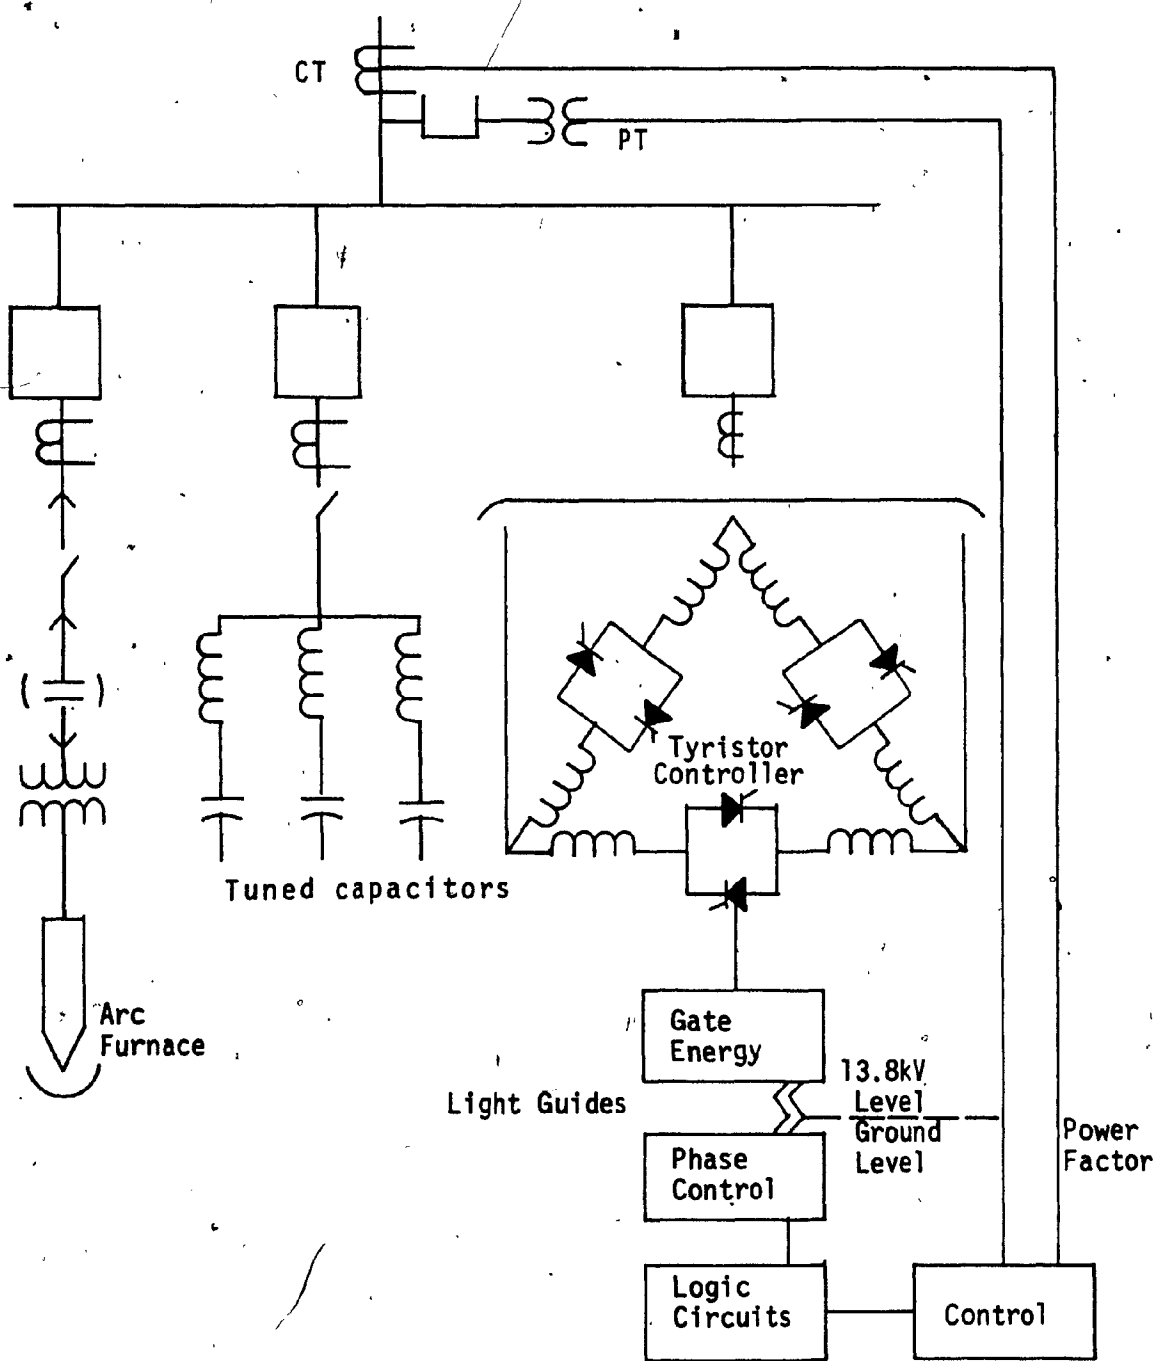 CT
PT
Tyristor
Controller
Tuned capacitors
Arc
Furnace
Gate
Energy
Light Guides
13.8kV
Level
Ground
Level
Power
Factor
Phase
Control
Logic
Circuits
Control